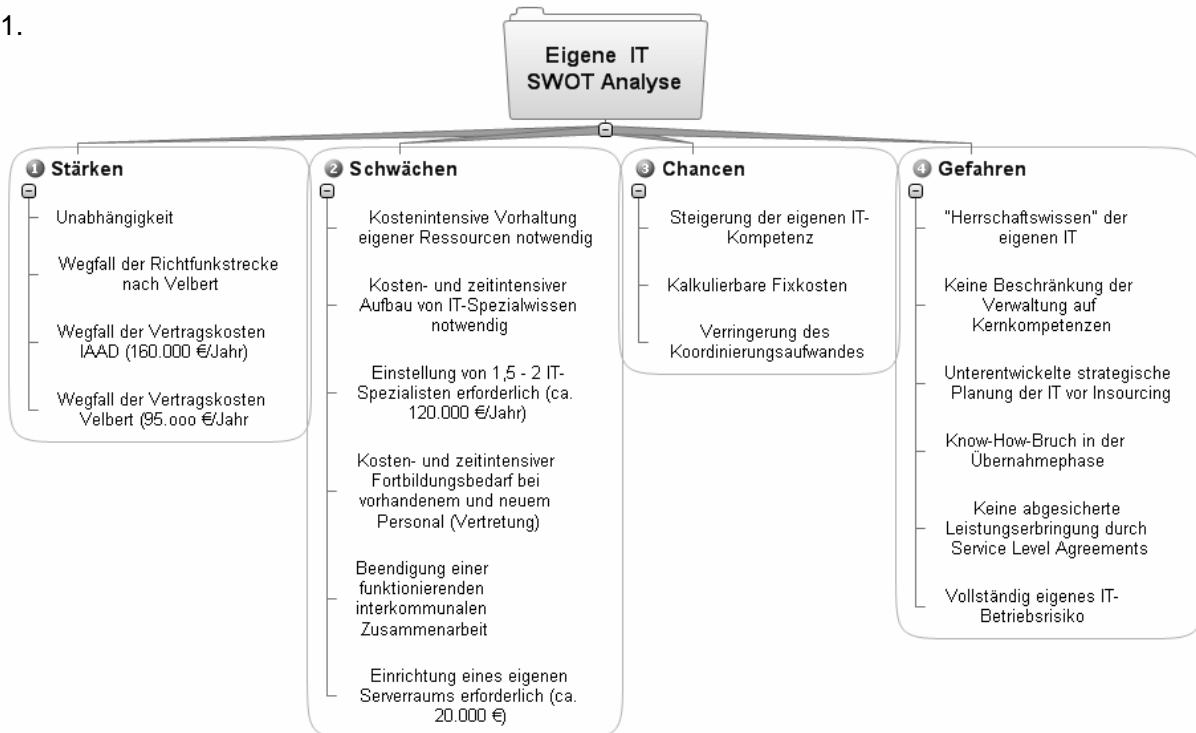 1.
Eigene IT
SWOT Analyse
1 Stärken
Unabhängigkeit
Wegfall der Richtfunkstrecke
nach Velbert
Wegfall der Vertragskosten
IAAD (160.000 €/Jahr)
Wegfall der Vertragskosten
Velbert (95.ooo €/Jahr
2 Schwächen
Kostenintensive Vorhaltung
eigener Ressourcen notwendig
Kosten- und zeitintensiver
Aufbau von IT-Spezialwissen
notwendig
Einstellung von 1,5 - 2 IT-
Spezialisten erforderlich (ca.
120.000 €/Jahr)
Kosten- und zeitintensiver
Fortbildungsbedarf bei
vorhandenem und neuem
Personal (Vertretung)
Beendigung einer
funktionierenden
interkommunalen
Zusammenarbeit
Einrichtung eines eigenen
Serverraums erforderlich (ca.
20.000 €)
3 Chancen
Steigerung der eigenen IT-
Kompetenz
Kalkulierbare Fixkosten
Verringerung des
Koordinierungsaufwandes
4 Gefahren
"Herrschaftswissen" der
eigenen IT
Keine Beschränkung der
Verwaltung auf
Kernkompetenzen
Unterentwickelte strategische
Planung der IT vor Insourcing
Know-How-Bruch in der
Übernahmephase
Keine abgesicherte
Leistungserbringung durch
Service Level Agreements
Vollständig eigenes IT-
Betriebsrisiko